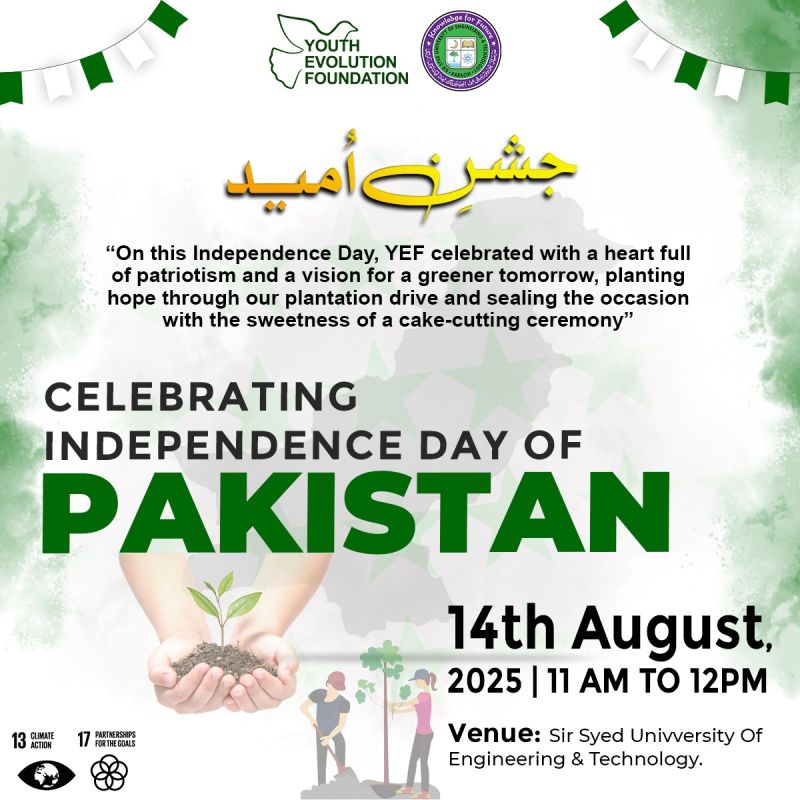 YOUTH
EVOLUTION
FOUNDATION
Knowledge for Future
جشنِ اُمید
“On this Independence Day, YEF celebrated with a heart full
of patriotism and a vision for a greener tomorrow, planting
hope through our plantation drive and sealing the occasion
with the sweetness of a cake-cutting ceremony”
CELEBRATING
INDEPENDENCE DAY OF
PAKISTAN
14th August,
2025 | 11 AM TO 12PM
Venue: Sir Syed Univversity Of
Engineering & Technology.
13 CLIMATE
ACTION
17 PARTNERSHIPS
FOR THE GOALS